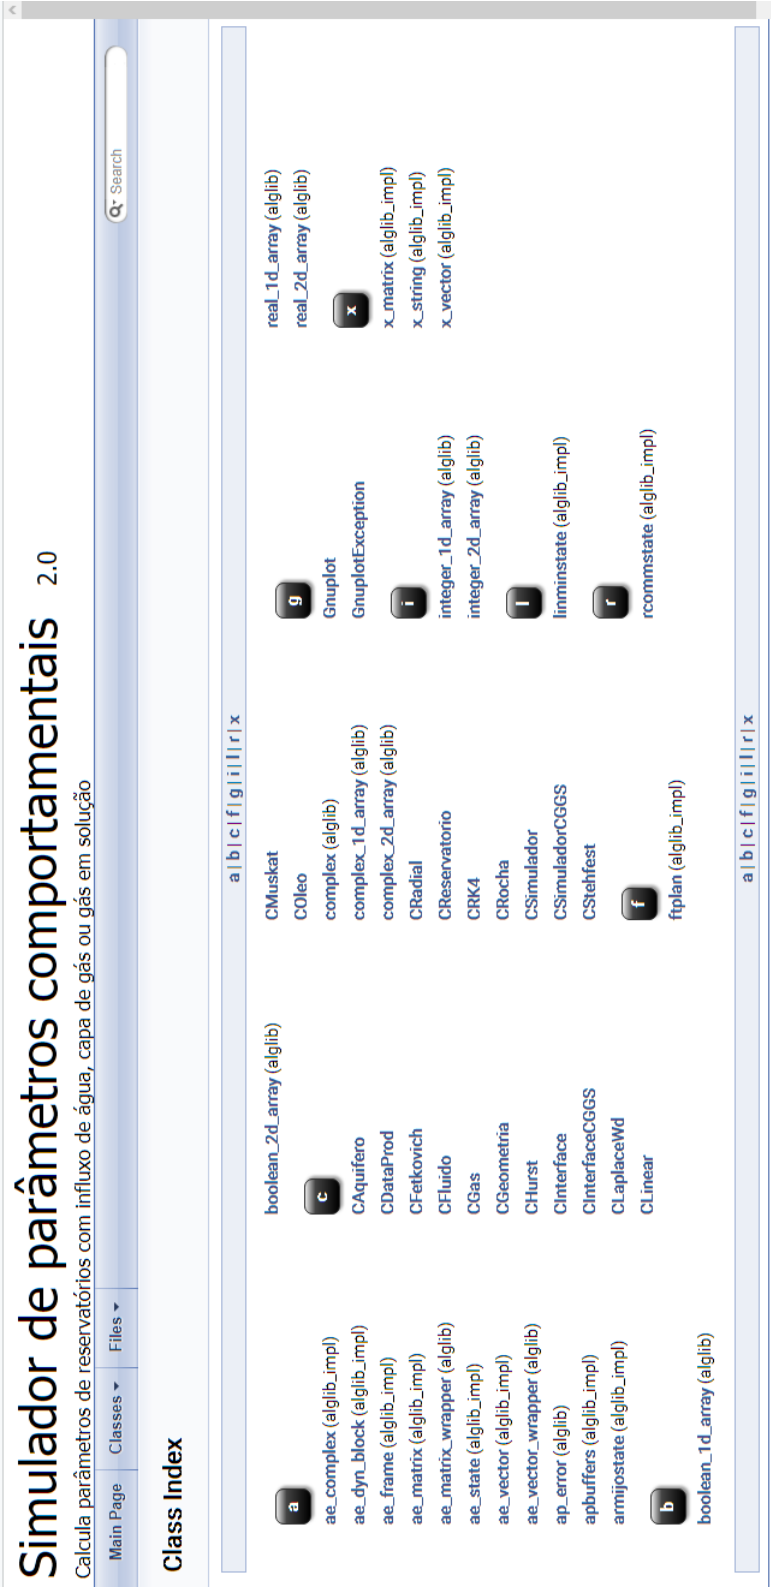 Simulador de parâmetros comportamentais 2.0
Calcula parâmetros de reservatórios com influxo de água, capa de gás ou gás em solução
Main Page Classes Files Search
Class Index
a | b | c | f | g | i | l | r | x
a
ae_complex (alglib_impl)
ae_dyn_block (alglib_impl)
ae_frame (alglib_impl)
ae_matrix (alglib_impl)
ae_matrix_wrapper (alglib)
ae_state (alglib_impl)
ae_vector (alglib_impl)
ae_vector_wrapper (alglib)
ap_error (alglib)
apbuffers (alglib_impl)
armijostate (alglib_impl)
b
boolean_1d_array (alglib)
boolean_2d_array (alglib)
c
CAquifero
CDataProd
CFetkovich
CFluido
CGas
CGeometria
CHurst
CInterface
CInterfaceCGGS
CLaplaceWd
CLinear
CMuskat
COleo
complex (alglib)
complex_1d_array (alglib)
complex_2d_array (alglib)
CRadial
CReservatorio
CRK4
CRocha
CSimulador
CSimuladorCGGS
CStehfest
f
ftplan (alglib_impl)
g
Gnuplot
GnuplotException
i
integer_1d_array (alglib)
integer_2d_array (alglib)
l
linminstate (alglib_impl)
r
rcommstate (alglib_impl)
real_1d_array (alglib)
real_2d_array (alglib)
x
x_matrix (alglib_impl)
x_string (alglib_impl)
x_vector (alglib_impl)
a | b | c | f | g | i | l | r | x